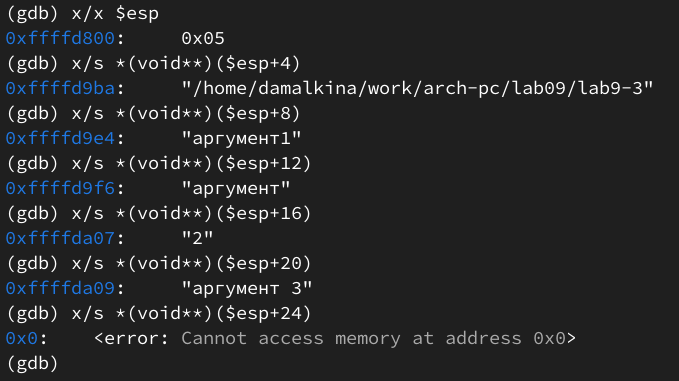 (gdb) x/x $esp
0xffffd800:     0x05
(gdb) x/s *(void**)($esp+4)
0xffffd9ba:     "/home/damalkina/work/arch-pc/lab09/lab9-3"
(gdb) x/s *(void**)($esp+8)
0xffffd9e4:     "аргумент1"
(gdb) x/s *(void**)($esp+12)
0xffffd9f6:     "аргумент"
(gdb) x/s *(void**)($esp+16)
0xffffda07:     "2"
(gdb) x/s *(void**)($esp+20)
0xffffda09:     "аргумент 3"
(gdb) x/s *(void**)($esp+24)
0x0:    <error: Cannot access memory at address 0x0>
(gdb)